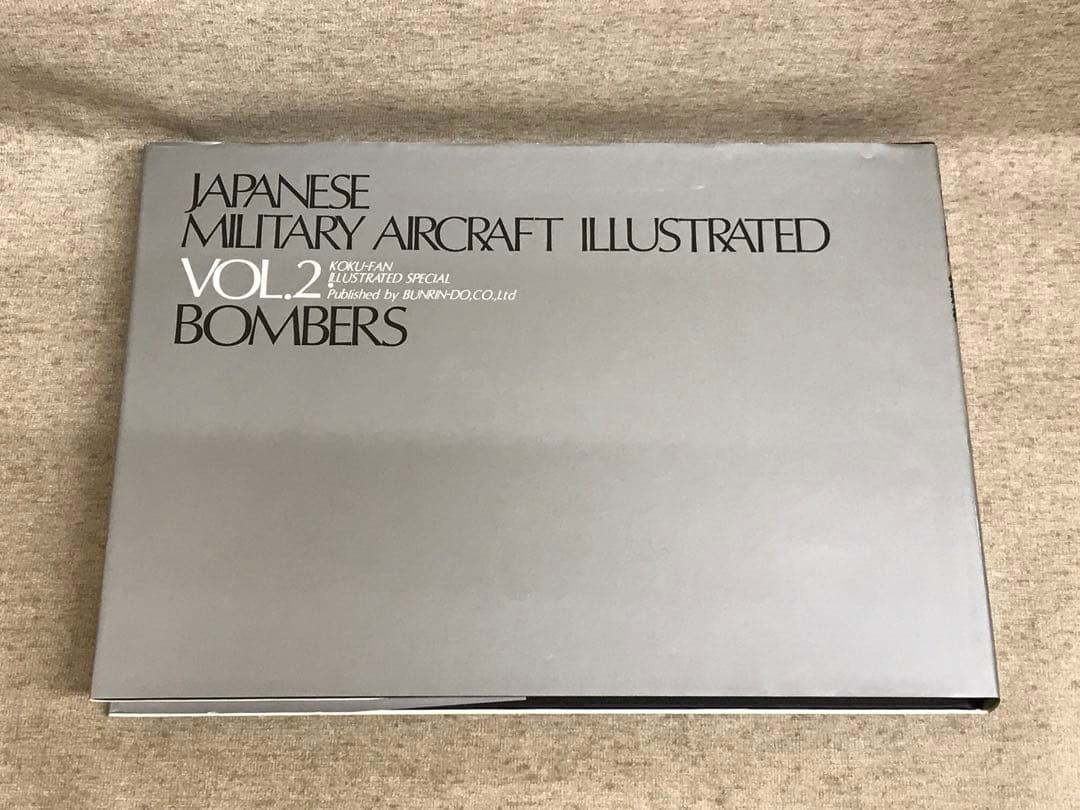 JAPANESE
MILITARY AIRCRAFT ILLUSTRATED
VOL.2
KOKU-FAN
ILLUSTRATED SPECIAL
Published by BUNRIN-DO,CO.,Ltd
BOMBERS